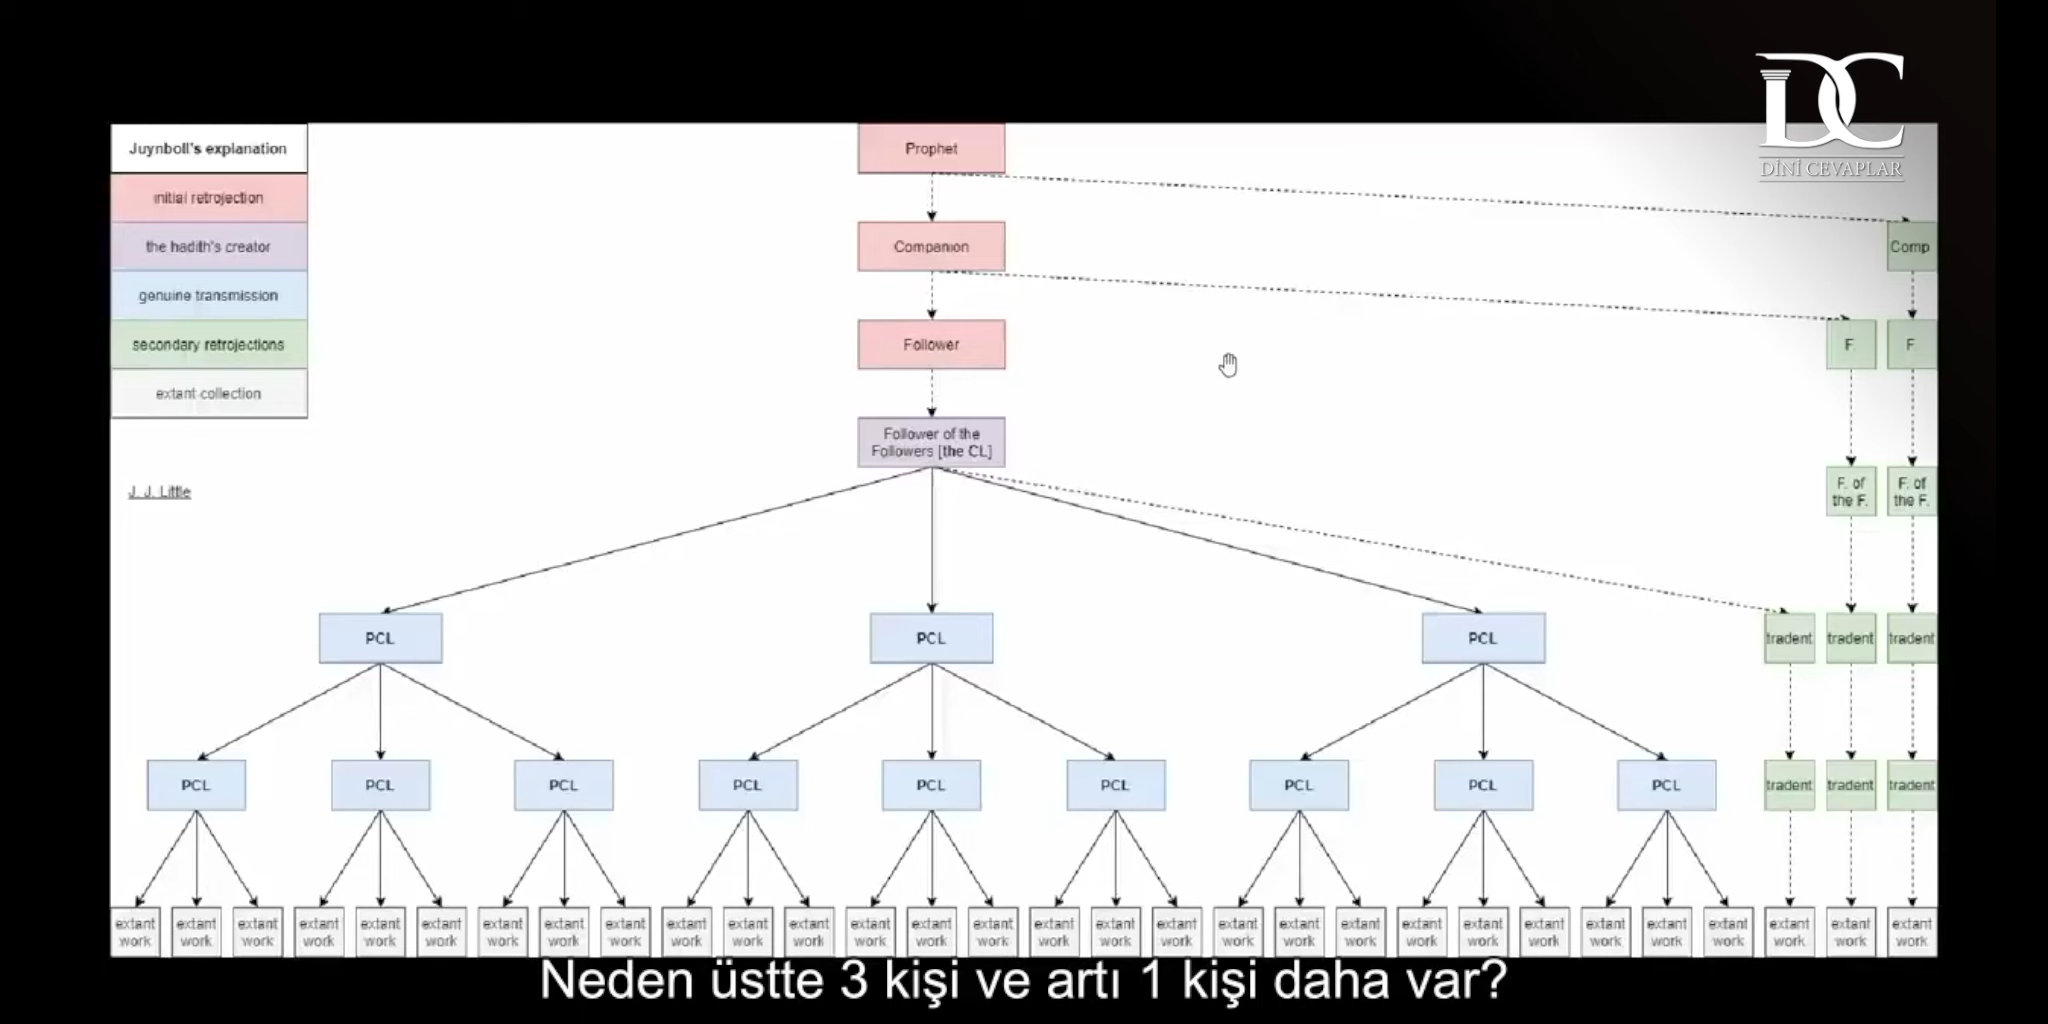 DC
DİNİ CEVAPLAR
Juynboll's explanation
initial retrojection
the hadith's creator
genuine transmission
secondary retrojections
extant collection
J. J. Little
Prophet
Companion
Comp
Follower
F.
F
Follower of the
Followers [the CL]
F. of
the F.
F. of
the F.
PCL
PCL
PCL
tradent
tradent
tradent
PCL
PCL
PCL
PCL
PCL
PCL
PCL
PCL
PCL
tradent
tradent
tradent
extant
work
extant
work
extant
work
extant
work
extant
work
extant
work
extant
work
extant
work
extant
work
extant
work
extant
work
extant
work
extant
work
extant
work
extant
work
extant
work
extant
work
extant
work
extant
work
extant
work
extant
work
extant
work
extant
work
extant
work
extant
work
extant
work
extant
work
extant
work
extant
work
extant
work
Neden üstte 3 kişi ve artı 1 kişi daha var?